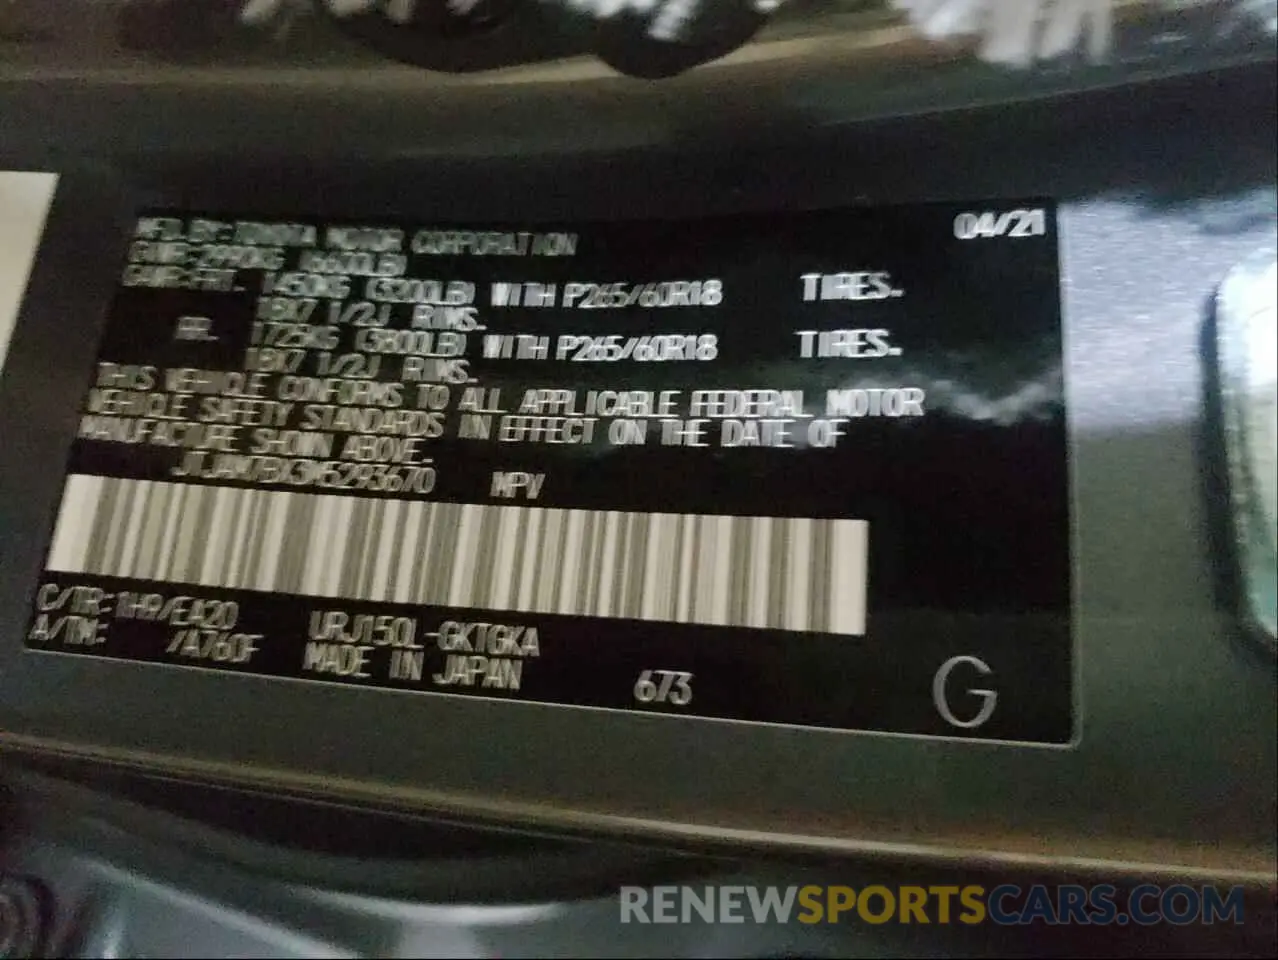 MFD.BY: TOYOTA MOTOR CORPORATION 04/21
GVWR: 2990KG (6600LB)
GAWR: FRT. 1450KG (3200LB) WITH P265/60R18 TIRES.
18X7 1/2J RIMS.
RR. 1725KG (3800LB) WITH P265/60R18 TIRES.
18X7 1/2J RIMS.
THIS VEHICLE CONFORMS TO ALL APPLICABLE FEDERAL MOTOR
VEHICLE SAFETY STANDARDS IN EFFECT ON THE DATE OF
MANUFACTURE SHOWN ABOVE.
JTJAM7BX3M5293670 MPV
C/TR: 1H9/EA20 URJ150L-GKTGKA
A/TM: /A760F MADE IN JAPAN 673 G
RENEWSPORTSCARS.COM